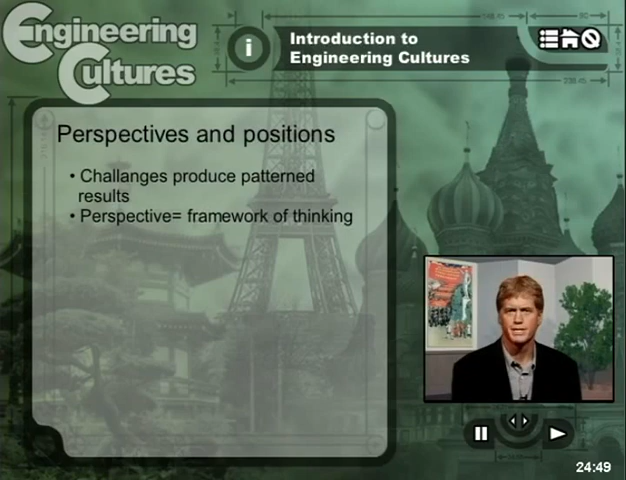 Engineering
Cultures
i
Introduction to
Engineering Cultures
Perspectives and positions
• Challanges produce patterned
results
• Perspective= framework of thinking
24:49